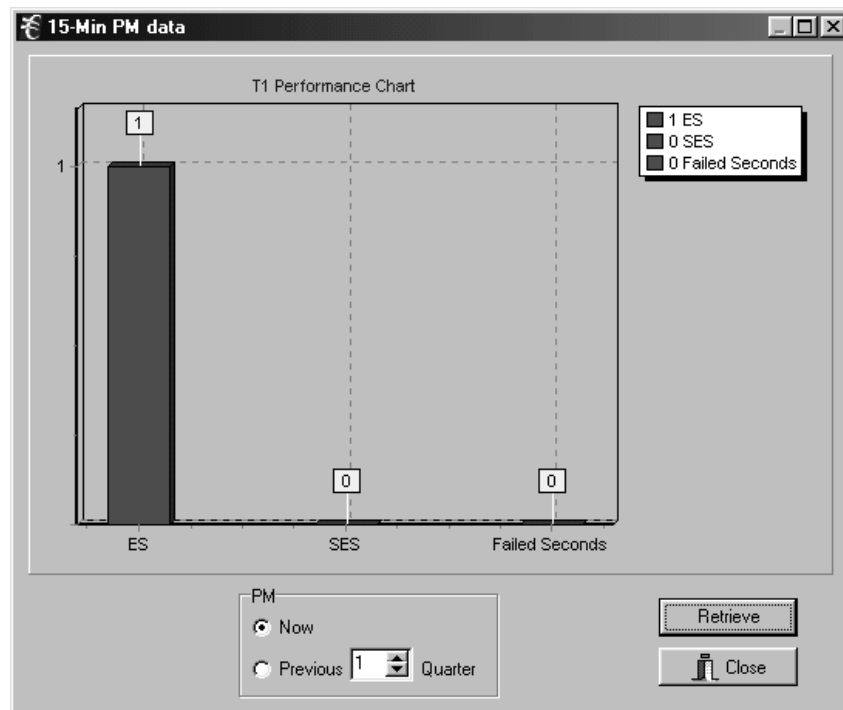 15-Min PM data
T1 Performance Chart
1
1 ES
0 SES
0 Failed Seconds
1
0
0
ES
SES
Failed Seconds
PM
Now
Previous 1 Quarter
Retrieve
Close